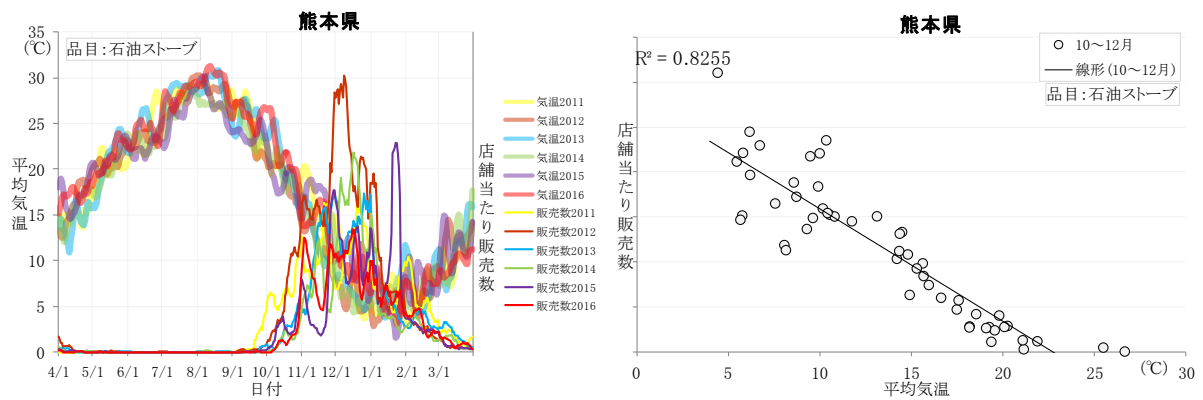 熊本県
35
(℃)
品目:石油ストーブ
30
25
20
15
10
5
0
平均気温
4/1 5/1 6/1 7/1 8/1 9/1 10/1 11/1 12/1 1/1 2/1 3/1
日付
店舗当たり販売数
気温2011
気温2012
気温2013
気温2014
気温2015
気温2016
販売数2011
販売数2012
販売数2013
販売数2014
販売数2015
販売数2016
熊本県
R² = 0.8255
10～12月
線形 (10～12月)
品目:石油ストーブ
店舗当たり販売数
0 5 10 15 20 25 30
(℃)
平均気温